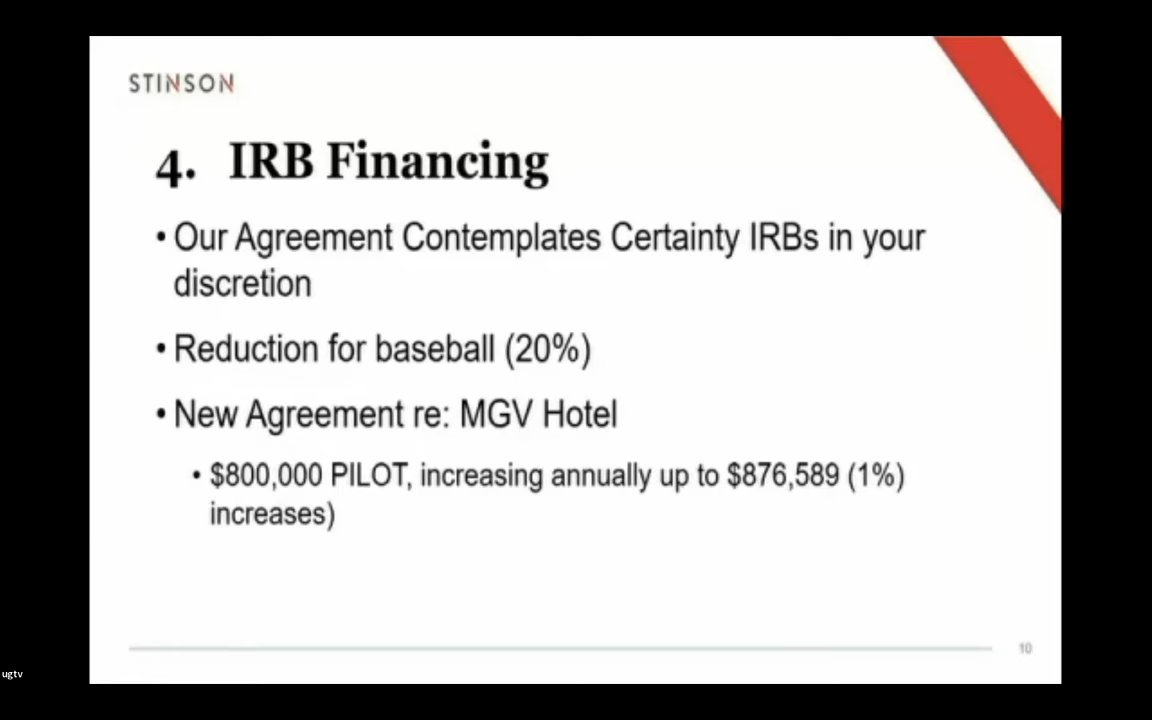 STINSON
4. IRB Financing
• Our Agreement Contemplates Certainty IRBs in your
discretion
• Reduction for baseball (20%)
• New Agreement re: MGV Hotel
• $800,000 PILOT, increasing annually up to $876,589 (1%)
increases)
10
ugtv